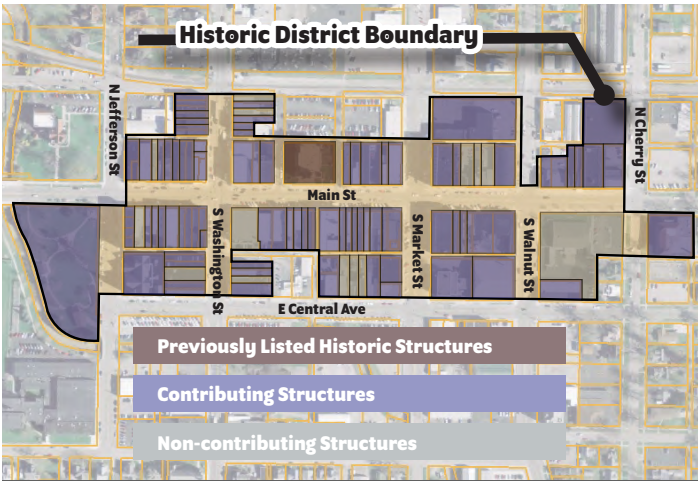 Historic District Boundary
N Jefferson St
N Cherry St
Main St
S Washington St
S Market St
S Walnut St
E Central Ave
Previously Listed Historic Structures
Contributing Structures
Non-contributing Structures